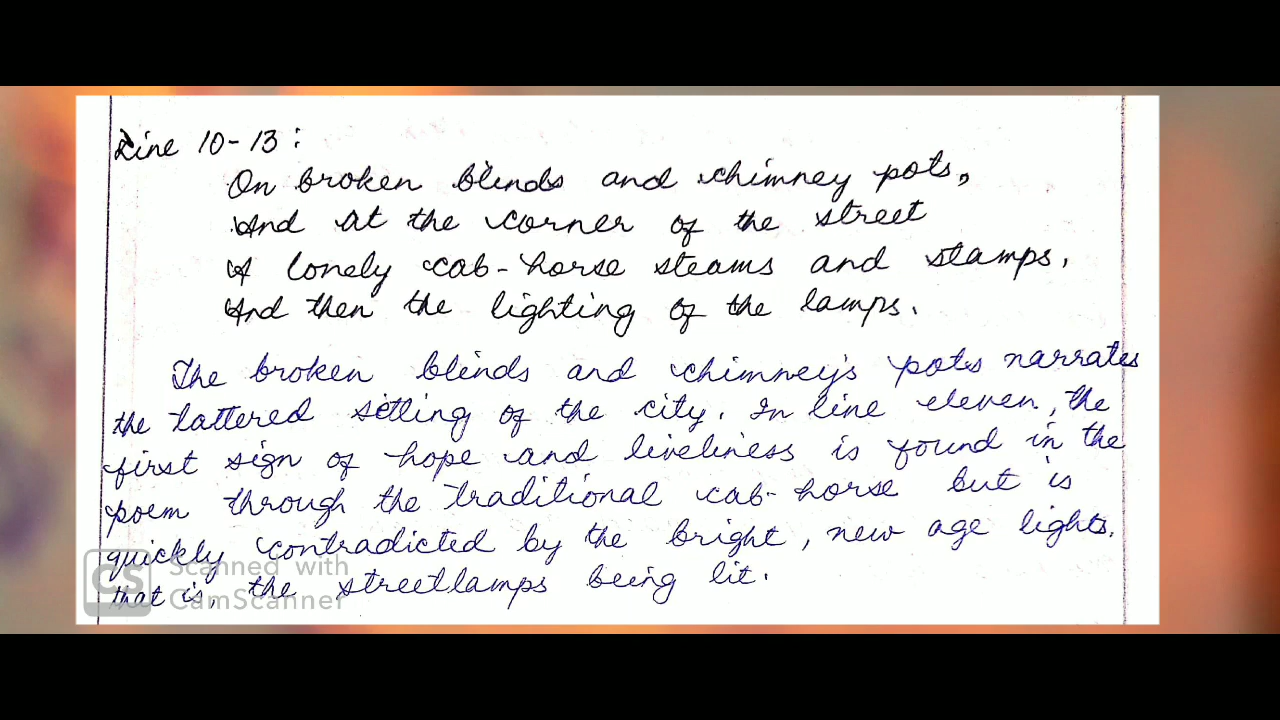 Line 10-13:
On broken blinds and chimney pots,
And at the corner of the street
A lonely cab-horse steams and stamps,
And then the lighting of the lamps.
The broken blinds and chimney's pots narrates
the tattered setting of the city. In line eleven, the
first sign of hope and liveliness is found in the
poem through the traditional cab-horse but is
quickly contradicted by the bright, new age lights.
that is, the streetlamps being lit.
CS Scanned with
CamScanner